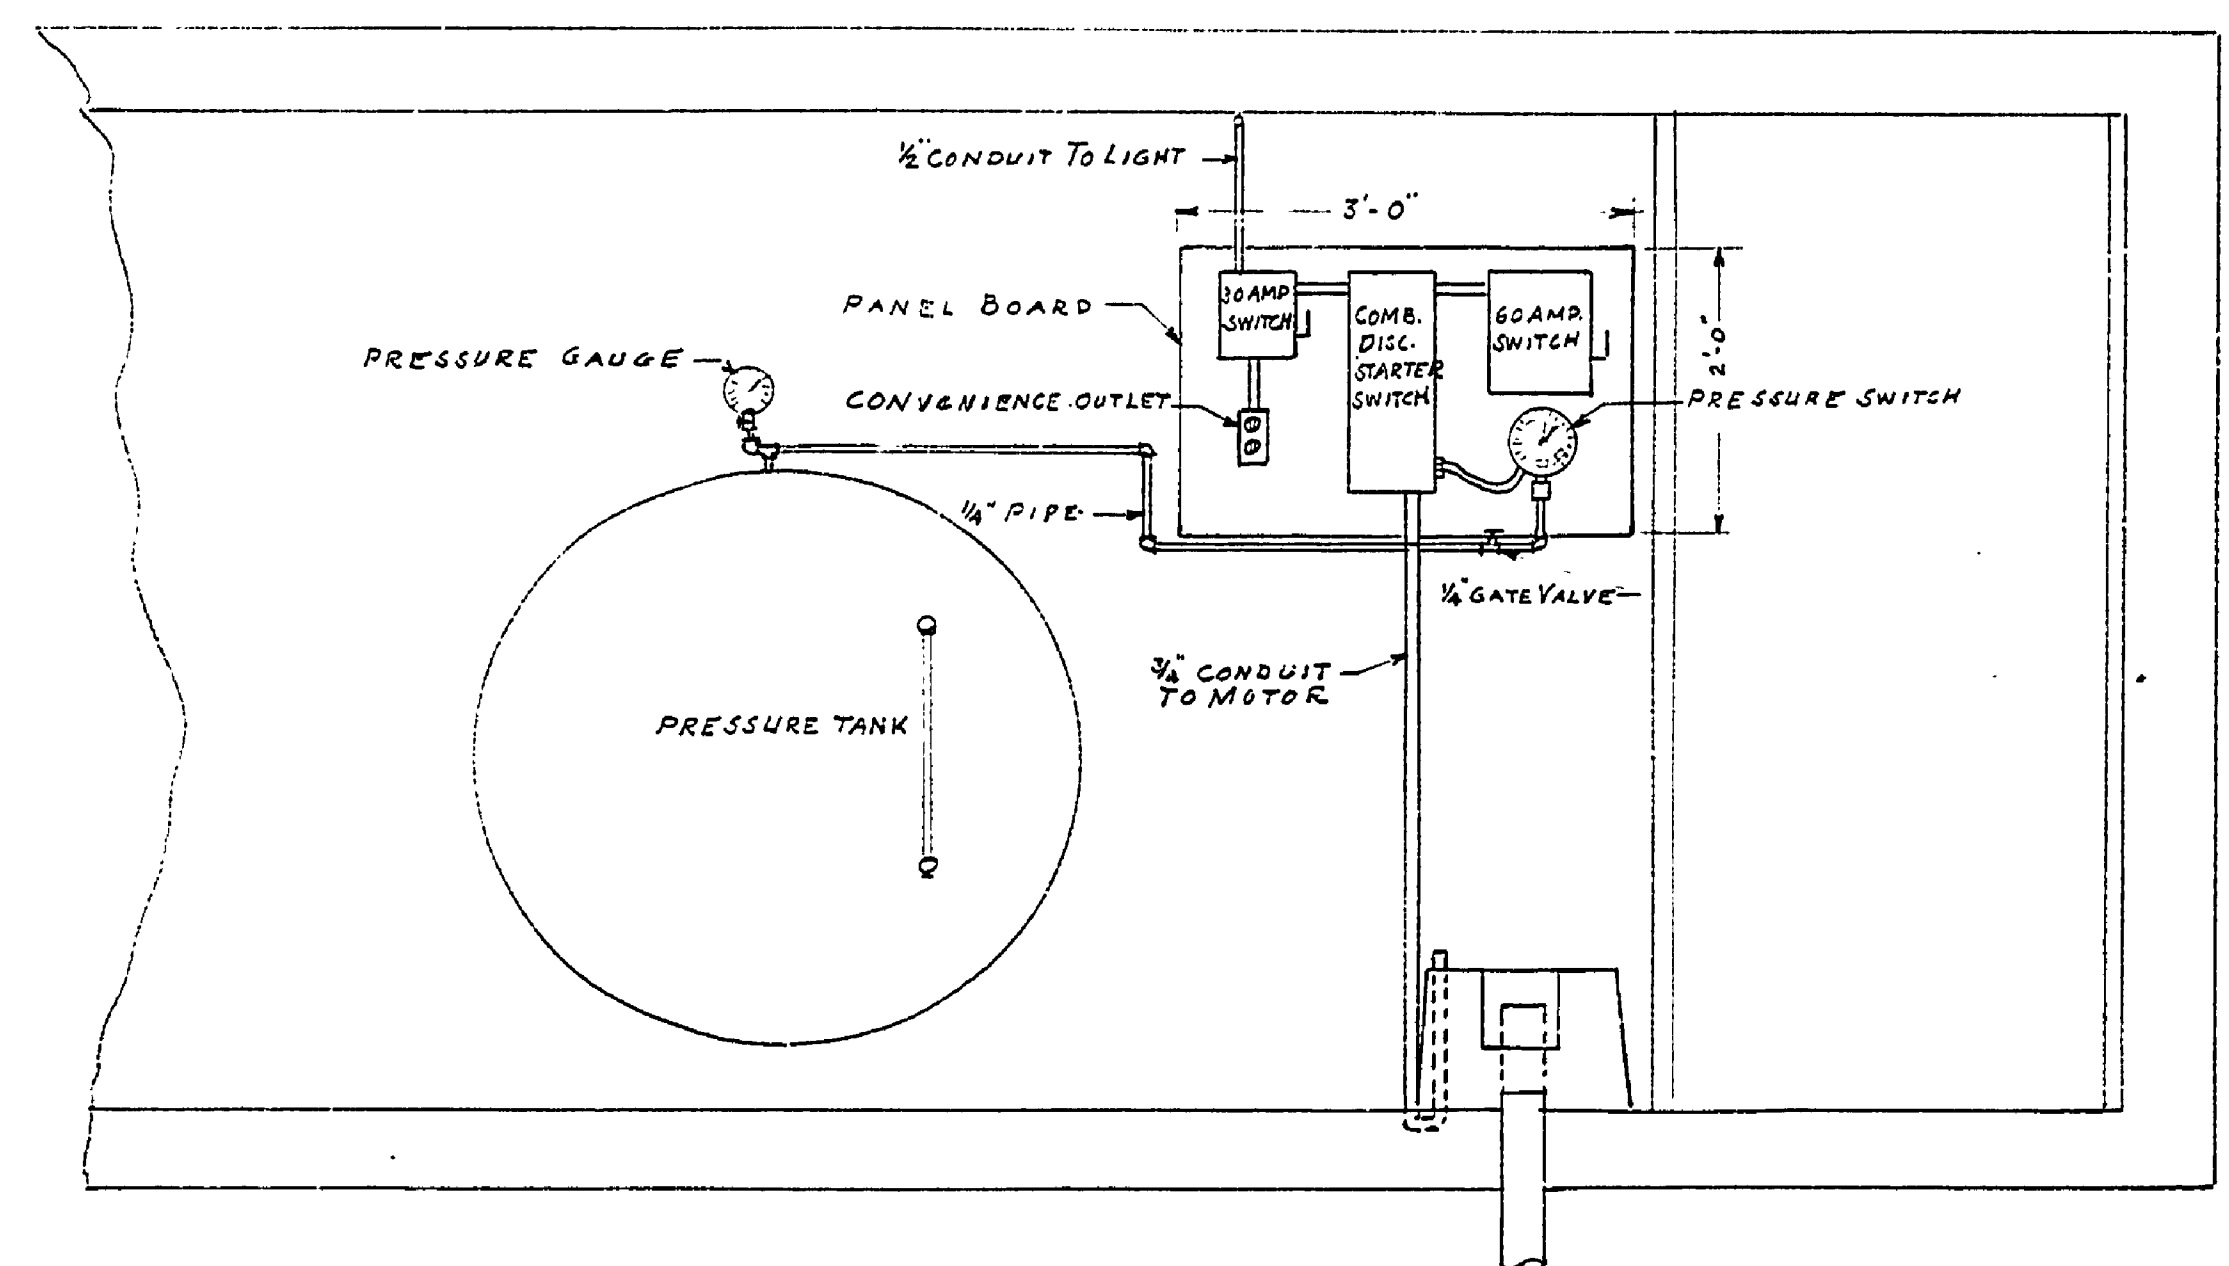 ½" CONDUIT TO LIGHT
3'-0"
PANEL BOARD
30 AMP
SWITCH
COMB.
DISC.
STARTER
SWITCH
60 AMP.
SWITCH
2'-0"
PRESSURE GAUGE
CONVENIENCE OUTLET
PRESSURE SWITCH
¼" PIPE
¼" GATE VALVE
¾" CONDUIT
TO MOTOR
PRESSURE TANK